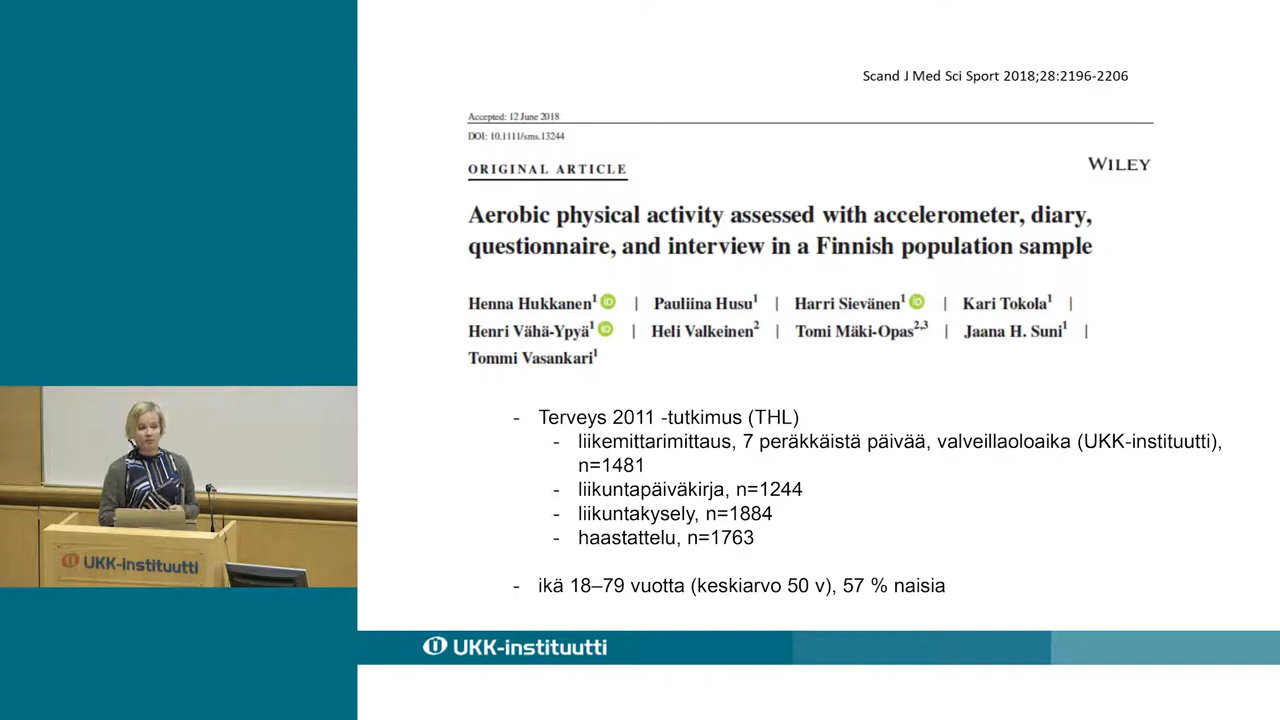 Scand J Med Sci Sport 2018;28:2196-2206
Accepted: 12 June 2018
DOI: 10.1111/sms.13244
ORIGINAL ARTICLE
WILEY
Aerobic physical activity assessed with accelerometer, diary,
questionnaire, and interview in a Finnish population sample
Henna Hukkanen1 iD | Pauliina Husu1 | Harri Sievänen1 iD | Kari Tokola1 |
Henri Vähä-Ypyä1 iD | Heli Valkeinen2 | Tomi Mäki-Opas2,3 | Jaana H. Suni1 |
Tommi Vasankari1
- Terveys 2011 -tutkimus (THL)
- liikemittarimittaus, 7 peräkkäistä päivää, valveillaoloaika (UKK-instituutti),
n=1481
- liikuntapäiväkirja, n=1244
- liikuntakysely, n=1884
- haastattelu, n=1763
- ikä 18–79 vuotta (keskiarvo 50 v), 57 % naisia
UKK-instituutti
UKK-instituutti